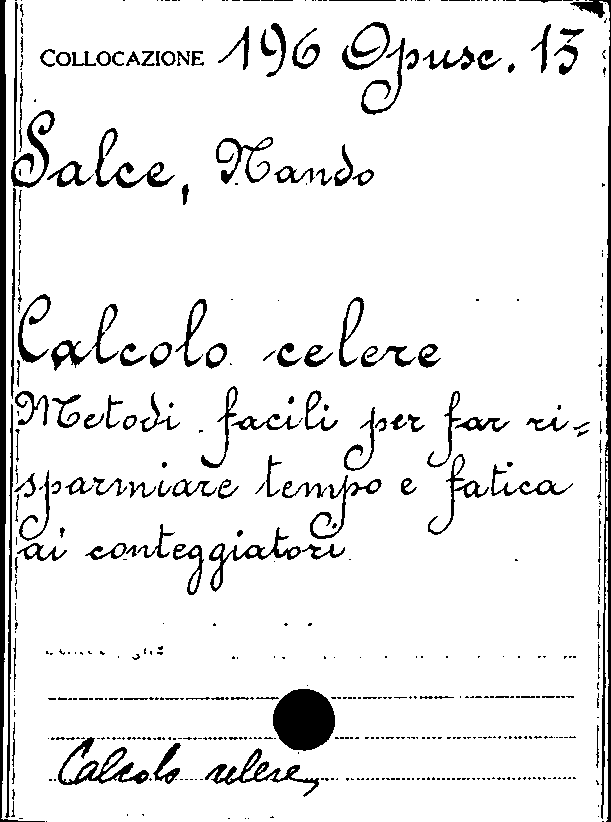 COLLOCAZIONE 196 Opusc. 13
Salce, Nando
Calcolo celere
Metodi facili per far ri=
sparmiare tempo e fatica
ai conteggiatori
Calcolo celere,